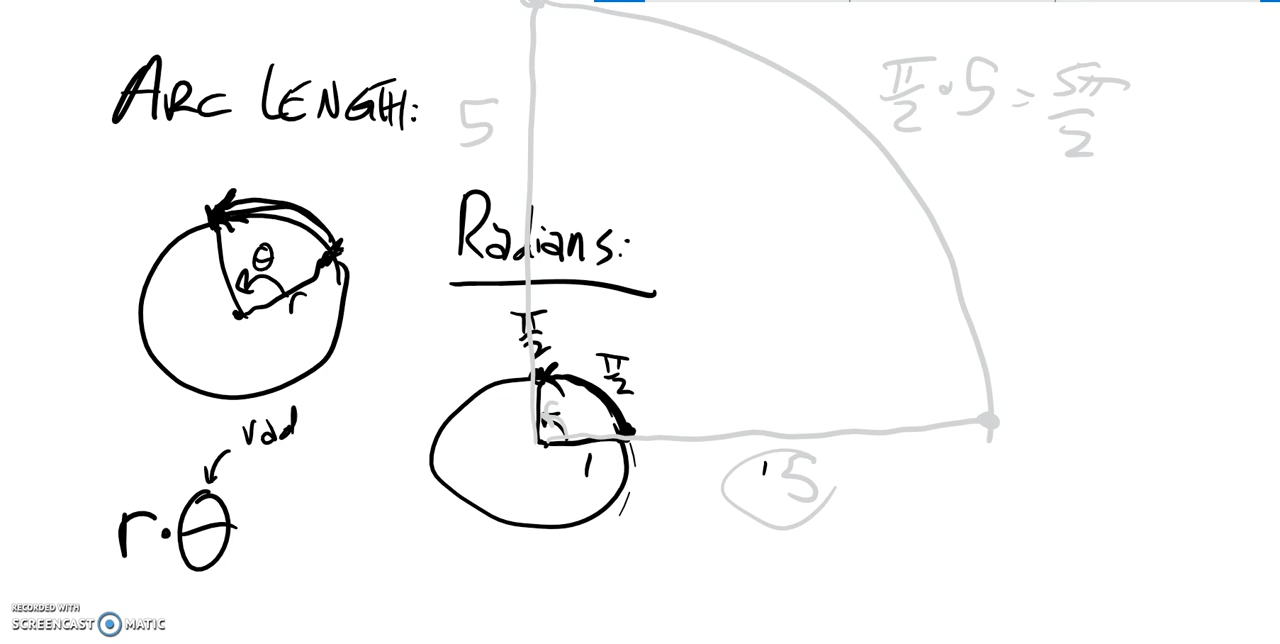 ARC LENGTH:
5
π/2 · 5 = 5π/2
θ
r
Radians:
π/2
π/2
1
5
rad
r · θ
RECORDED WITH
SCREENCAST MATIC